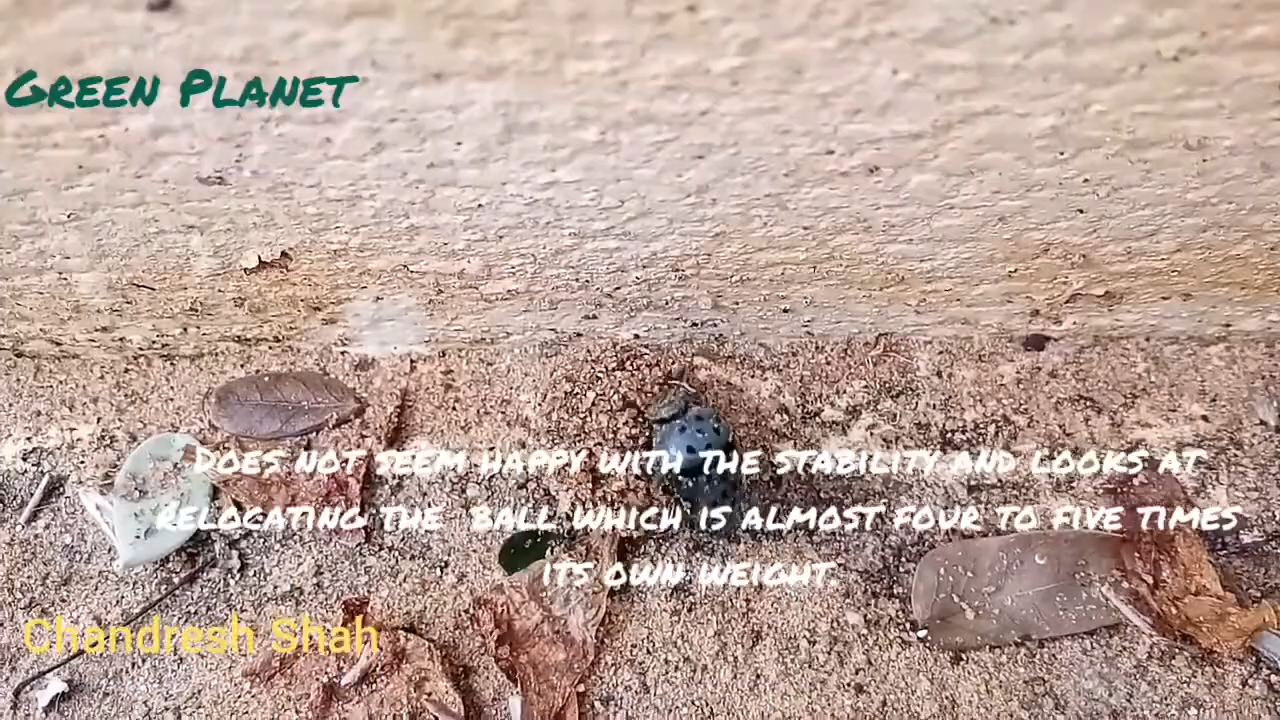 Green Planet
Does not seem happy with the stability and looks at
relocating the ball which is almost four to five times
its own weight.
Chandresh Shah